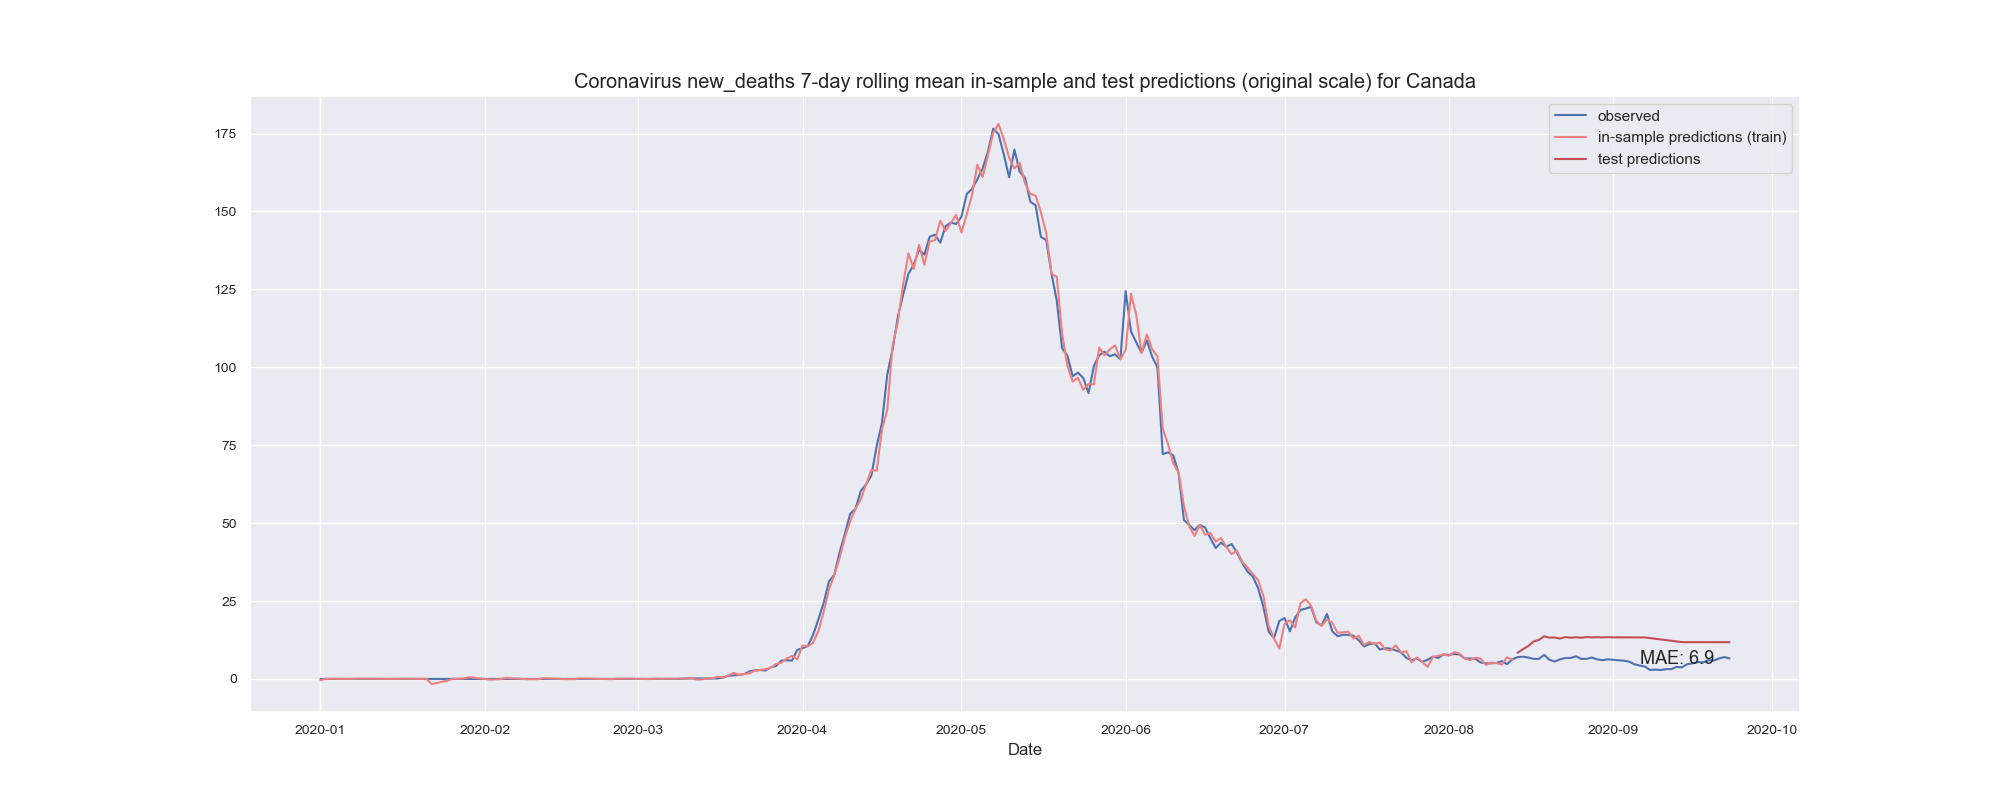 Coronavirus new_deaths 7-day rolling mean in-sample and test predictions (original scale) for Canada
observed
in-sample predictions (train)
test predictions
175
150
125
100
75
50
25
0
MAE: 6.9
2020-01 2020-02 2020-03 2020-04 2020-05 2020-06 2020-07 2020-08 2020-09 2020-10
Date